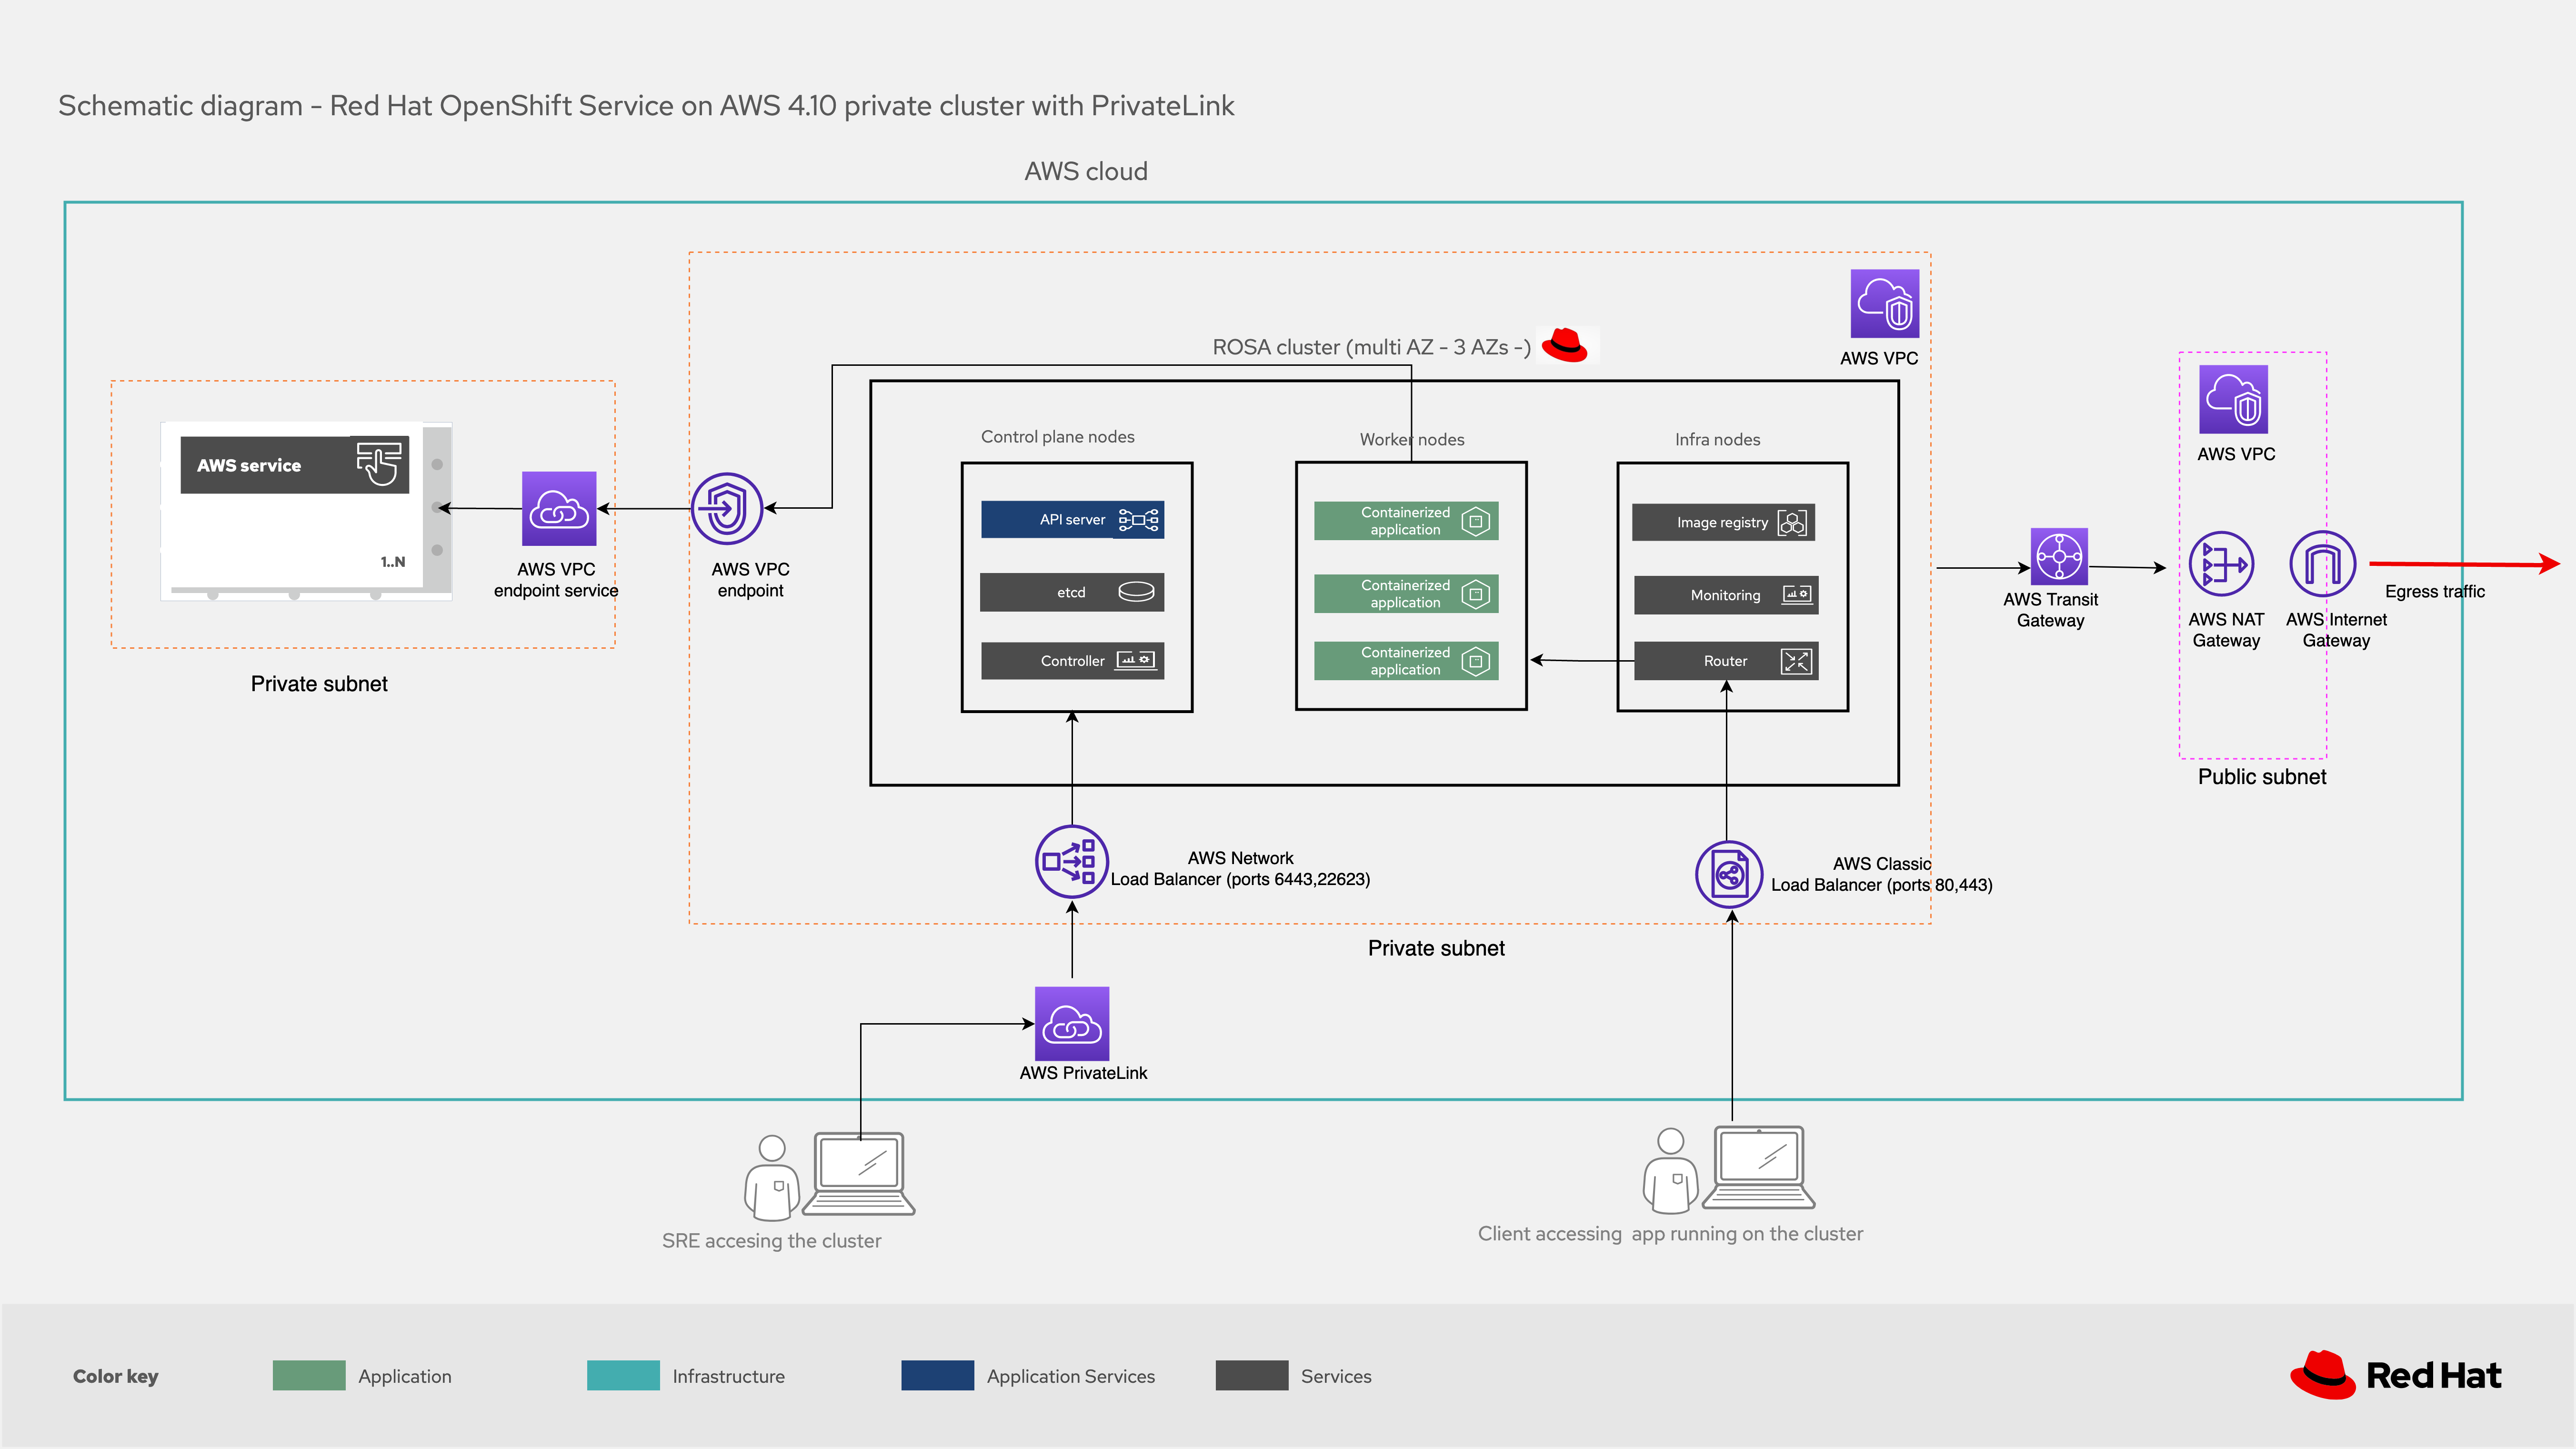 Schematic diagram - Red Hat OpenShift Service on AWS 4.10 private cluster with PrivateLink
AWS cloud
ROSA cluster (multi AZ - 3 AZs -)
AWS VPC
AWS service
1..N
AWS VPC
endpoint service
Private subnet
AWS VPC
endpoint
Control plane nodes
API server
etcd
Controller
Worker nodes
Containerized
application
Containerized
application
Containerized
application
Infra nodes
Image registry
Monitoring
Router
AWS Transit
Gateway
AWS VPC
AWS NAT
Gateway
AWS Internet
Gateway
Egress traffic
Public subnet
AWS Network
Load Balancer (ports 6443,22623)
AWS Classic
Load Balancer (ports 80,443)
Private subnet
AWS PrivateLink
SRE accesing the cluster
Client accessing  app running on the cluster
Color key
Application
Infrastructure
Application Services
Services
Red Hat